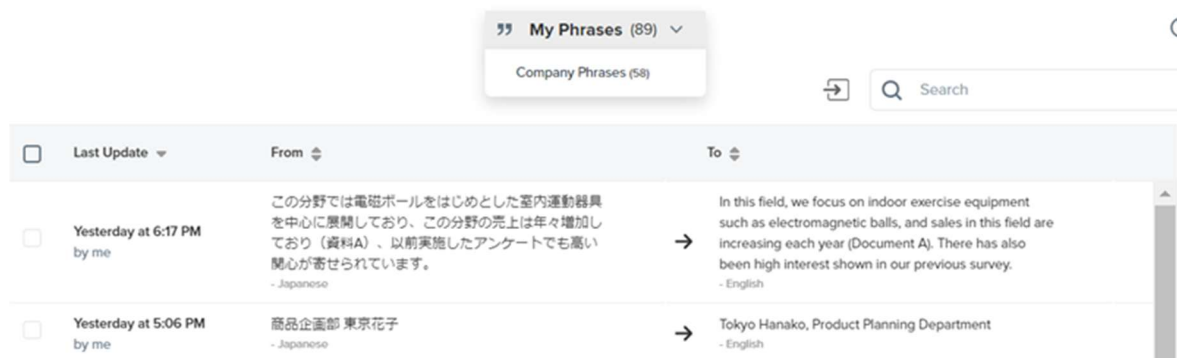 My Phrases (89)
Company Phrases (58)
Search
Last Update From To
この分野では電磁ボールをはじめとした室内運動器具
を中心に展開しており、この分野の売上は年々増加し
ており（資料A）、以前実施したアンケートでも高い
関心が寄せられています。
- Japanese
In this field, we focus on indoor exercise equipment
such as electromagnetic balls, and sales in this field are
increasing each year (Document A). There has also
been high interest shown in our previous survey.
- English
Yesterday at 6:17 PM
by me
Yesterday at 5:06 PM
by me
商品企画部 東京花子
- Japanese
Tokyo Hanako, Product Planning Department
- English